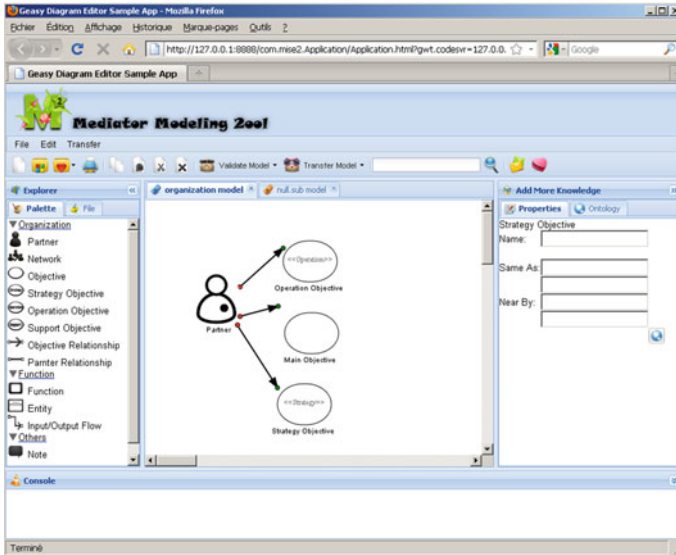 Geasy Diagram Editor Sample App - Mozilla Firefox
Fichier Édition Affichage Historique Marque-pages Outils ?
http://127.0.0.1:8888/com.mise2.Application/Application.html?gwt.codesvr=127.0.0. Google
Geasy Diagram Editor Sample App
Mediator Modeling Tool
File Edit Transfer
Validate Model Transfer Model
Explorer
Palette File
Organization
Partner
Network
Objective
Strategy Objective
Operation Objective
Support Objective
Objective Relationship
Parnter Relationship
Function
Function
Entity
Input/Output Flow
Others
Note
organization model null.sub model
<<Operation>>
Operation Objective
Partner
Main Objective
<<Strategy>>
Strategy Objective
Add More Knowledge
Properties Ontology
Strategy Objective
Name:
Same As:
Near By:
Console
Terminé